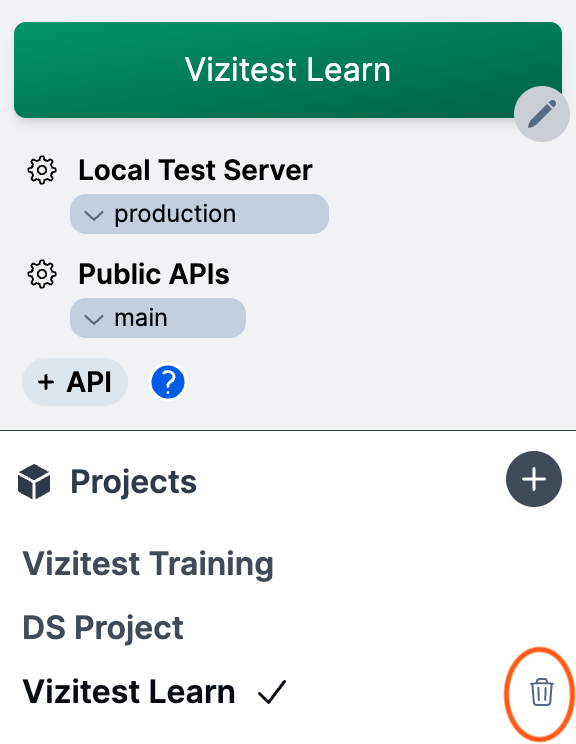 Vizitest Learn
Local Test Server
production
Public APIs
main
+ API ?
Projects
Vizitest Training
DS Project
Vizitest Learn